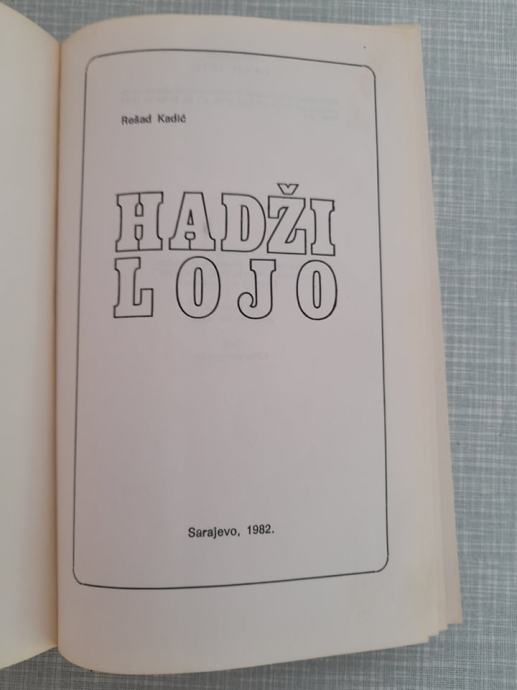 Rešad Kadić
HADŽI
LOJO
Sarajevo, 1982.